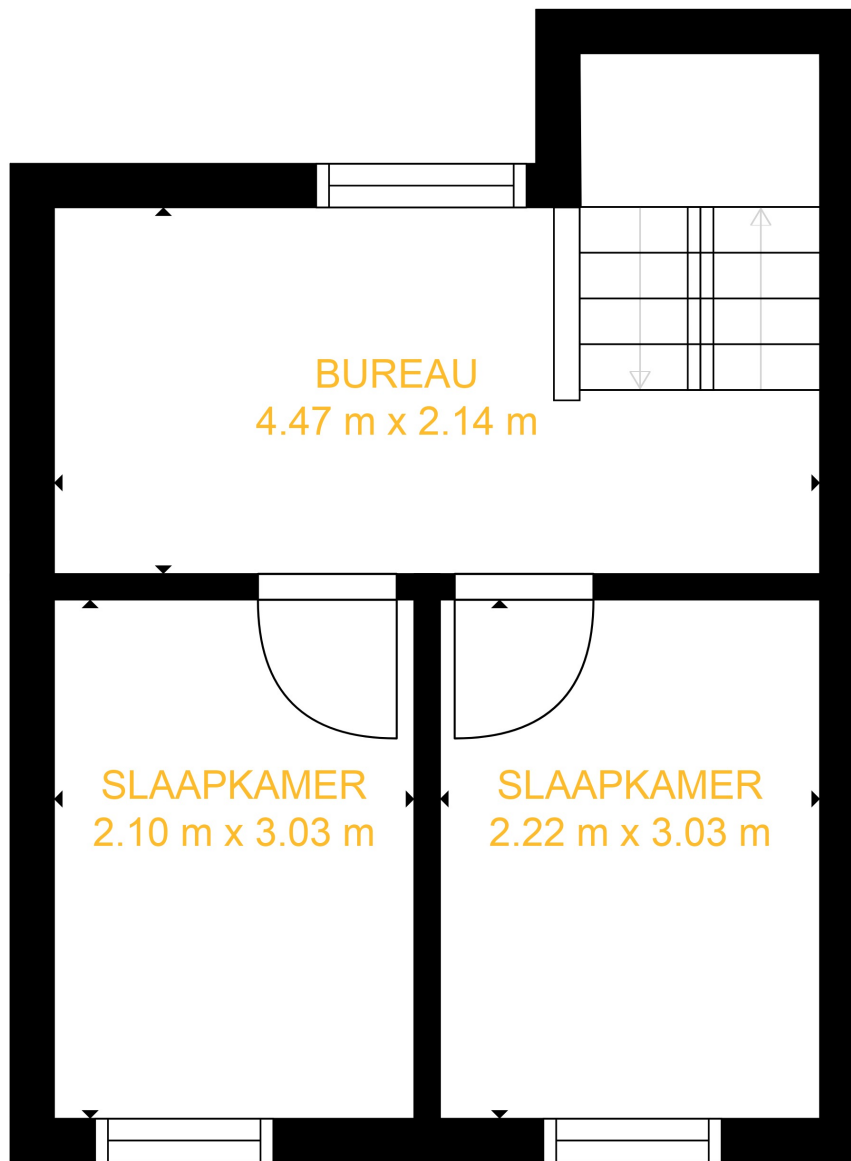 BUREAU
4.47 m x 2.14 m
SLAAPKAMER
2.10 m x 3.03 m
SLAAPKAMER
2.22 m x 3.03 m